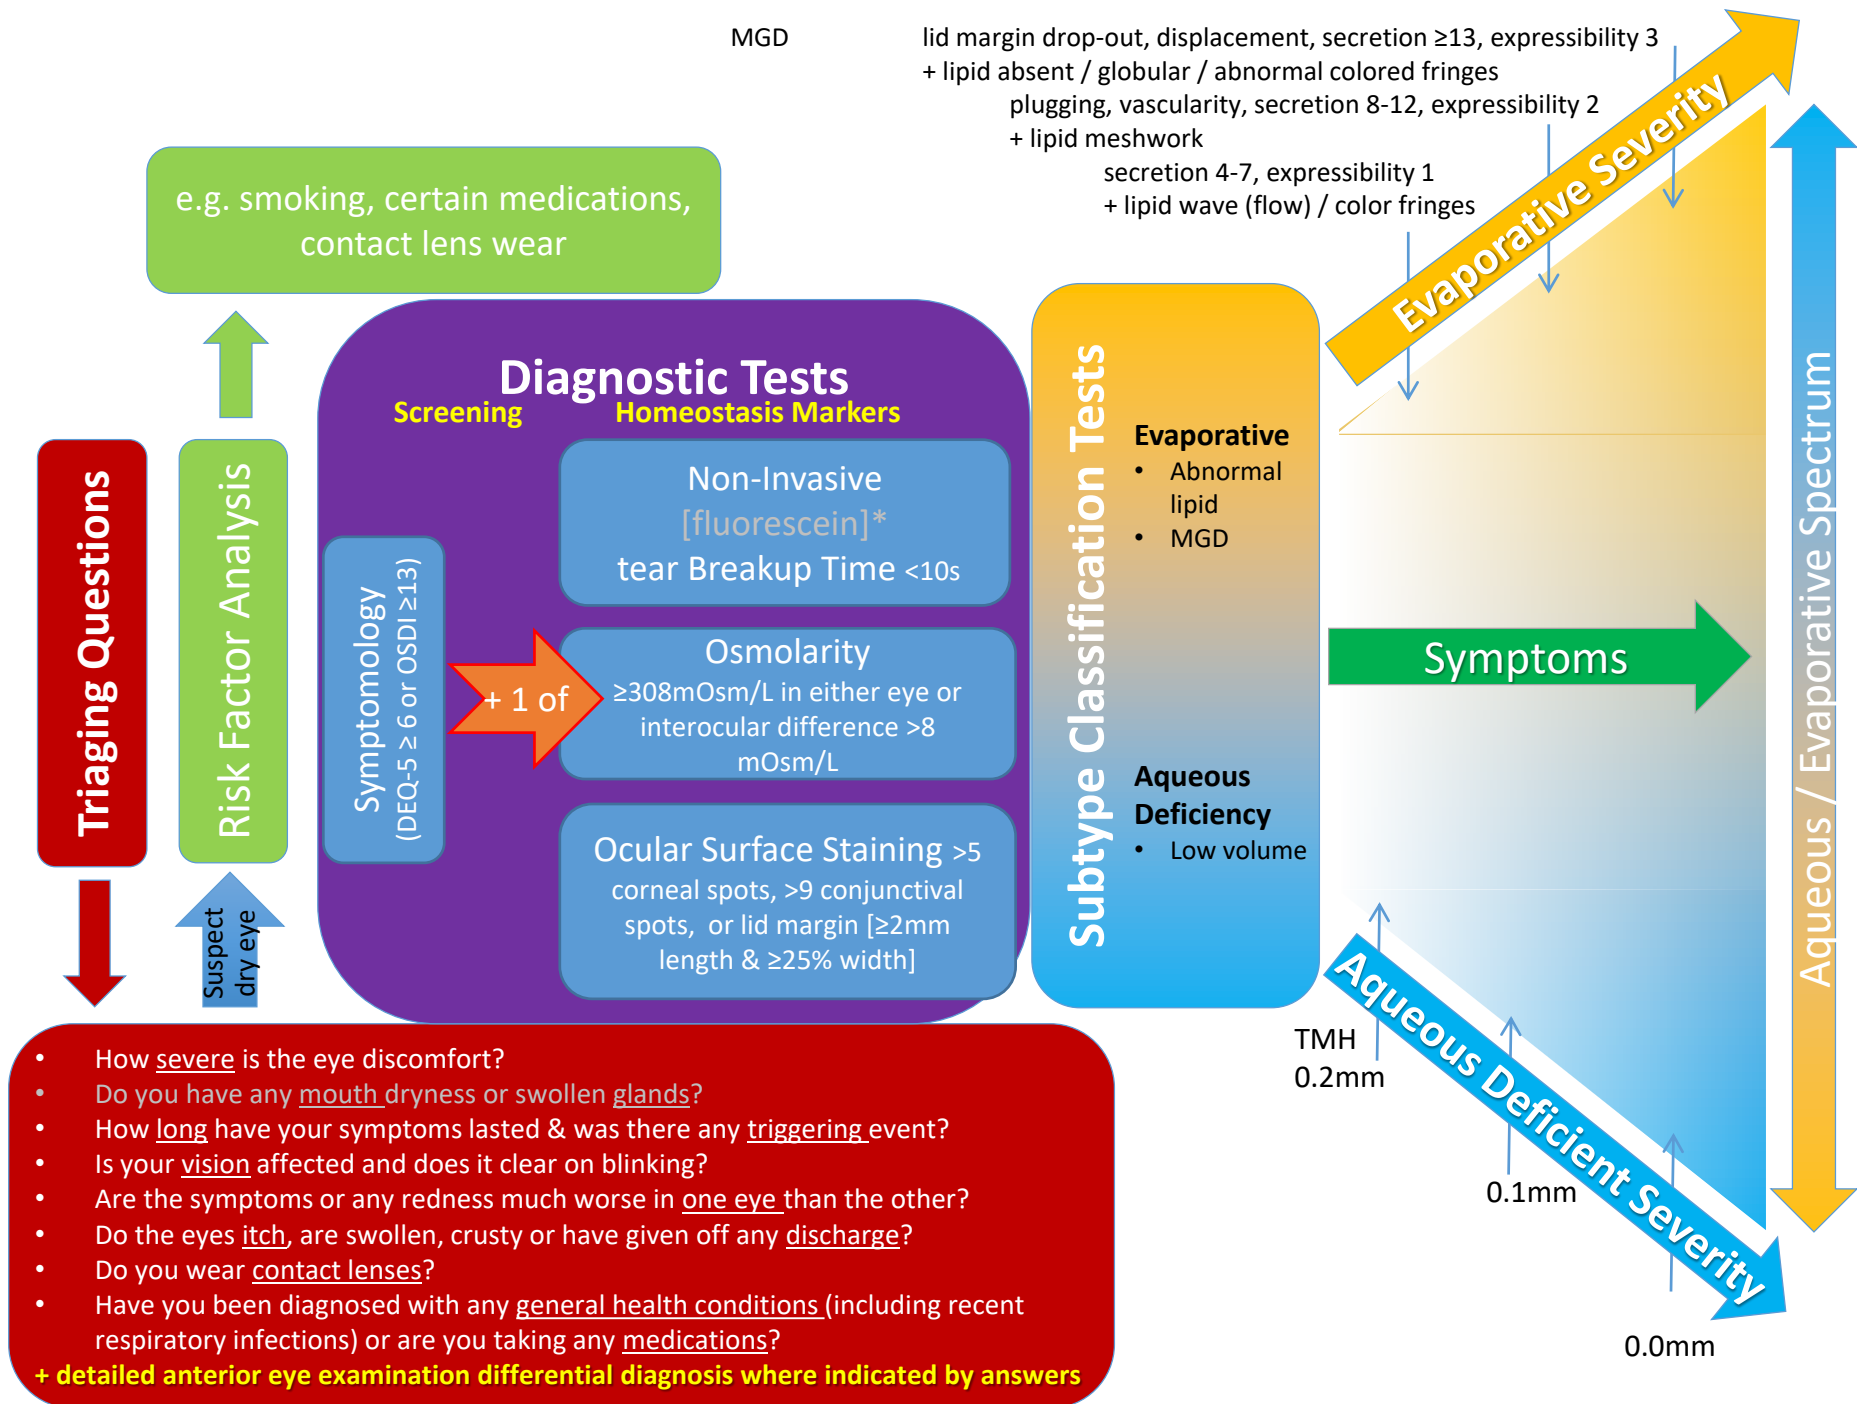 MGD
lid margin drop-out, displacement, secretion ≥13, expressibility 3
+ lipid absent / globular / abnormal colored fringes
plugging, vascularity, secretion 8-12, expressibility 2
+ lipid meshwork
secretion 4-7, expressibility 1
+ lipid wave (flow) / color fringes
e.g. smoking, certain medications,
contact lens wear
Triaging Questions
Risk Factor Analysis
Suspect
dry eye
Diagnostic Tests
Screening
Homeostasis Markers
Symptomology
(DEQ-5 ≥ 6 or OSDI ≥13)
+ 1 of
Non-Invasive
[fluorescein]*
tear Breakup Time <10s
Osmolarity
≥308mOsm/L in either eye or
interocular difference >8
mOsm/L
Ocular Surface Staining >5
corneal spots, >9 conjunctival
spots, or lid margin [≥2mm
length & ≥25% width]
Subtype Classification Tests
Evaporative
• Abnormal
lipid
• MGD
Aqueous
Deficiency
• Low volume
Evaporative Severity
Symptoms
Aqueous Deficient Severity
Aqueous / Evaporative Spectrum
TMH
0.2mm
0.1mm
0.0mm
• How severe is the eye discomfort?
• Do you have any mouth dryness or swollen glands?
• How long have your symptoms lasted & was there any triggering event?
• Is your vision affected and does it clear on blinking?
• Are the symptoms or any redness much worse in one eye than the other?
• Do the eyes itch, are swollen, crusty or have given off any discharge?
• Do you wear contact lenses?
• Have you been diagnosed with any general health conditions (including recent
respiratory infections) or are you taking any medications?
+ detailed anterior eye examination differential diagnosis where indicated by answers